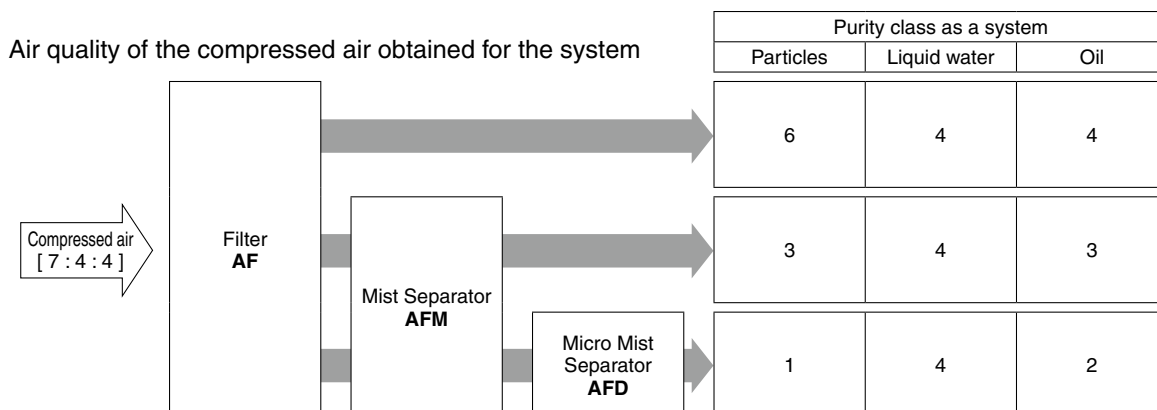 Air quality of the compressed air obtained for the system
Purity class as a system
Particles Liquid water Oil
6 4 4
Compressed air
[ 7 : 4 : 4 ]
Filter
AF
3 4 3
Mist Separator
AFM
Micro Mist
Separator
AFD
1 4 2